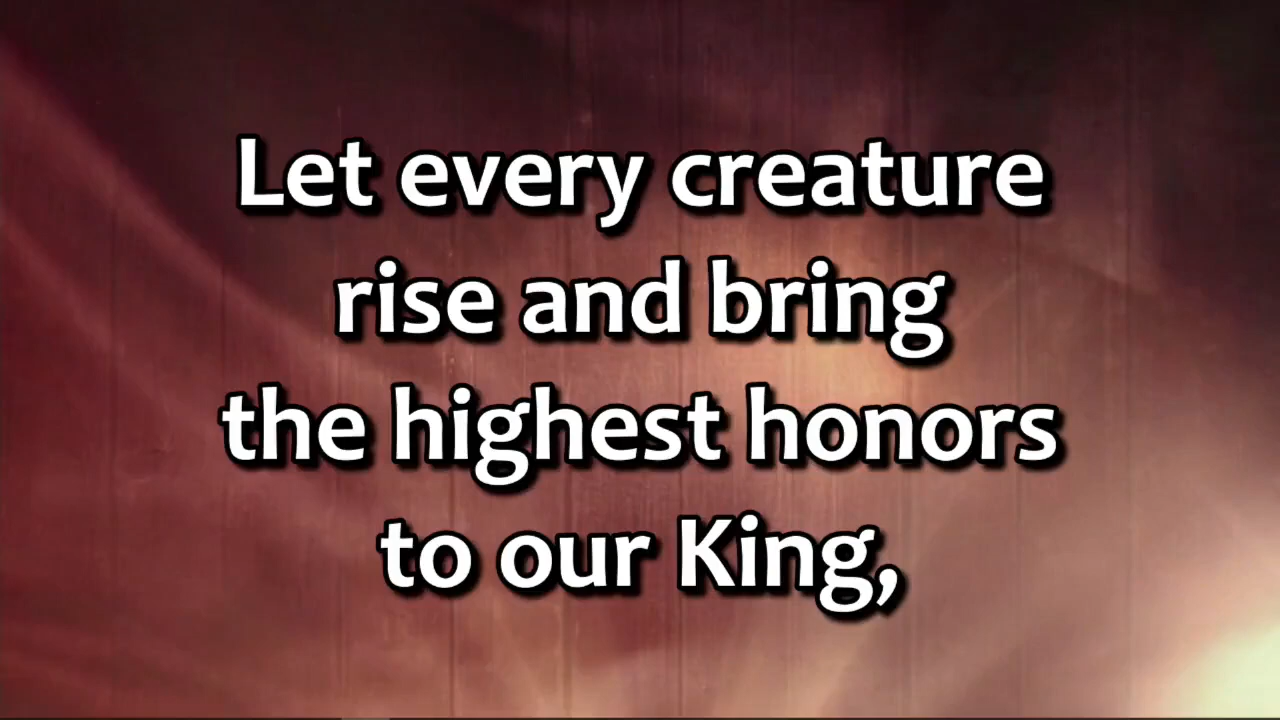 Let every creature
rise and bring
the highest honors
to our King,